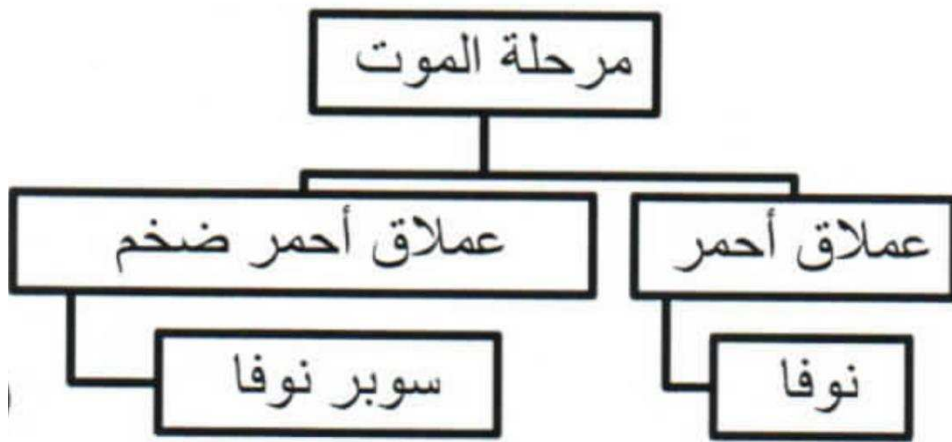 مرحلة الموت
عملاق أحمر
عملاق أحمر ضخم
نوفا
سوبر نوفا